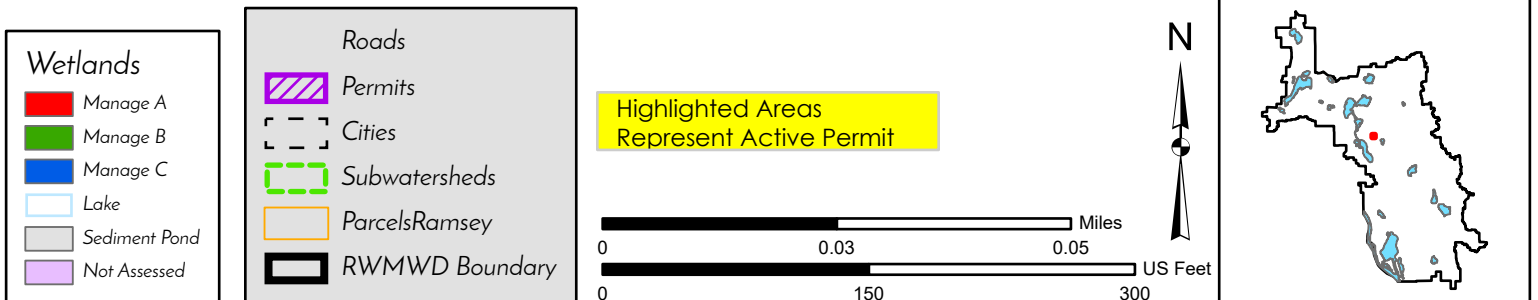 Wetlands
Manage A
Manage B
Manage C
Lake
Sediment Pond
Not Assessed
Roads
Permits
Cities
Subwatersheds
ParcelsRamsey
RWMWD Boundary
Highlighted Areas
Represent Active Permit
Miles
0 0.03 0.05
US Feet
0 150 300
N